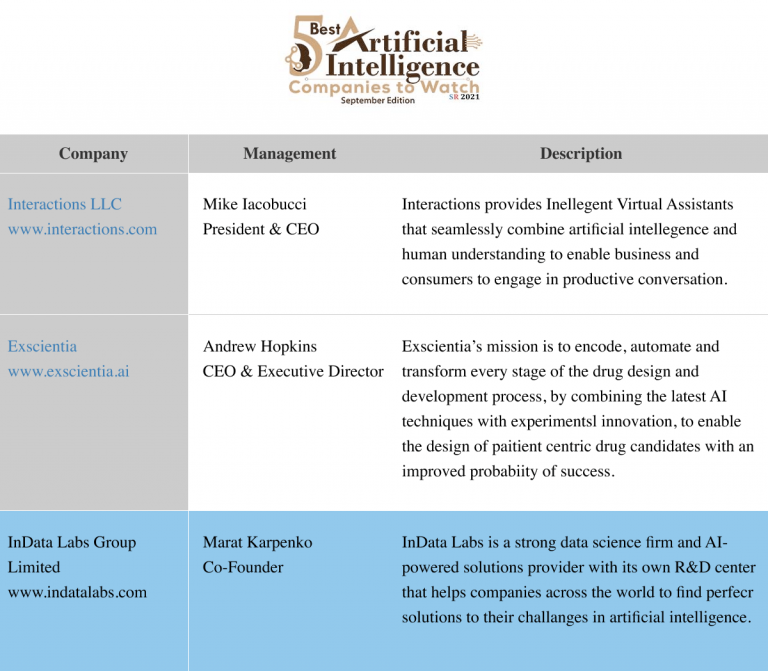 5 Best Artificial
Intelligence
Companies to Watch
September Edition SR 2021
Company Management Description
Interactions LLC
www.interactions.com
Mike Iacobucci
President & CEO
Interactions provides Inellegent Virtual Assistants
that seamlessly combine artificial intellegence and
human understanding to enable business and
consumers to engage in productive conversation.
Exscientia
www.exscientia.ai
Andrew Hopkins
CEO & Executive Director
Exscientia’s mission is to encode, automate and
transform every stage of the drug design and
development process, by combining the latest AI
techniques with experimentsl innovation, to enable
the design of paitient centric drug candidates with an
improved probabiity of success.
InData Labs Group
Limited
www.indatalabs.com
Marat Karpenko
Co-Founder
InData Labs is a strong data science firm and AI-
powered solutions provider with its own R&D center
that helps companies across the world to find perfecr
solutions to their challanges in artificial intelligence.